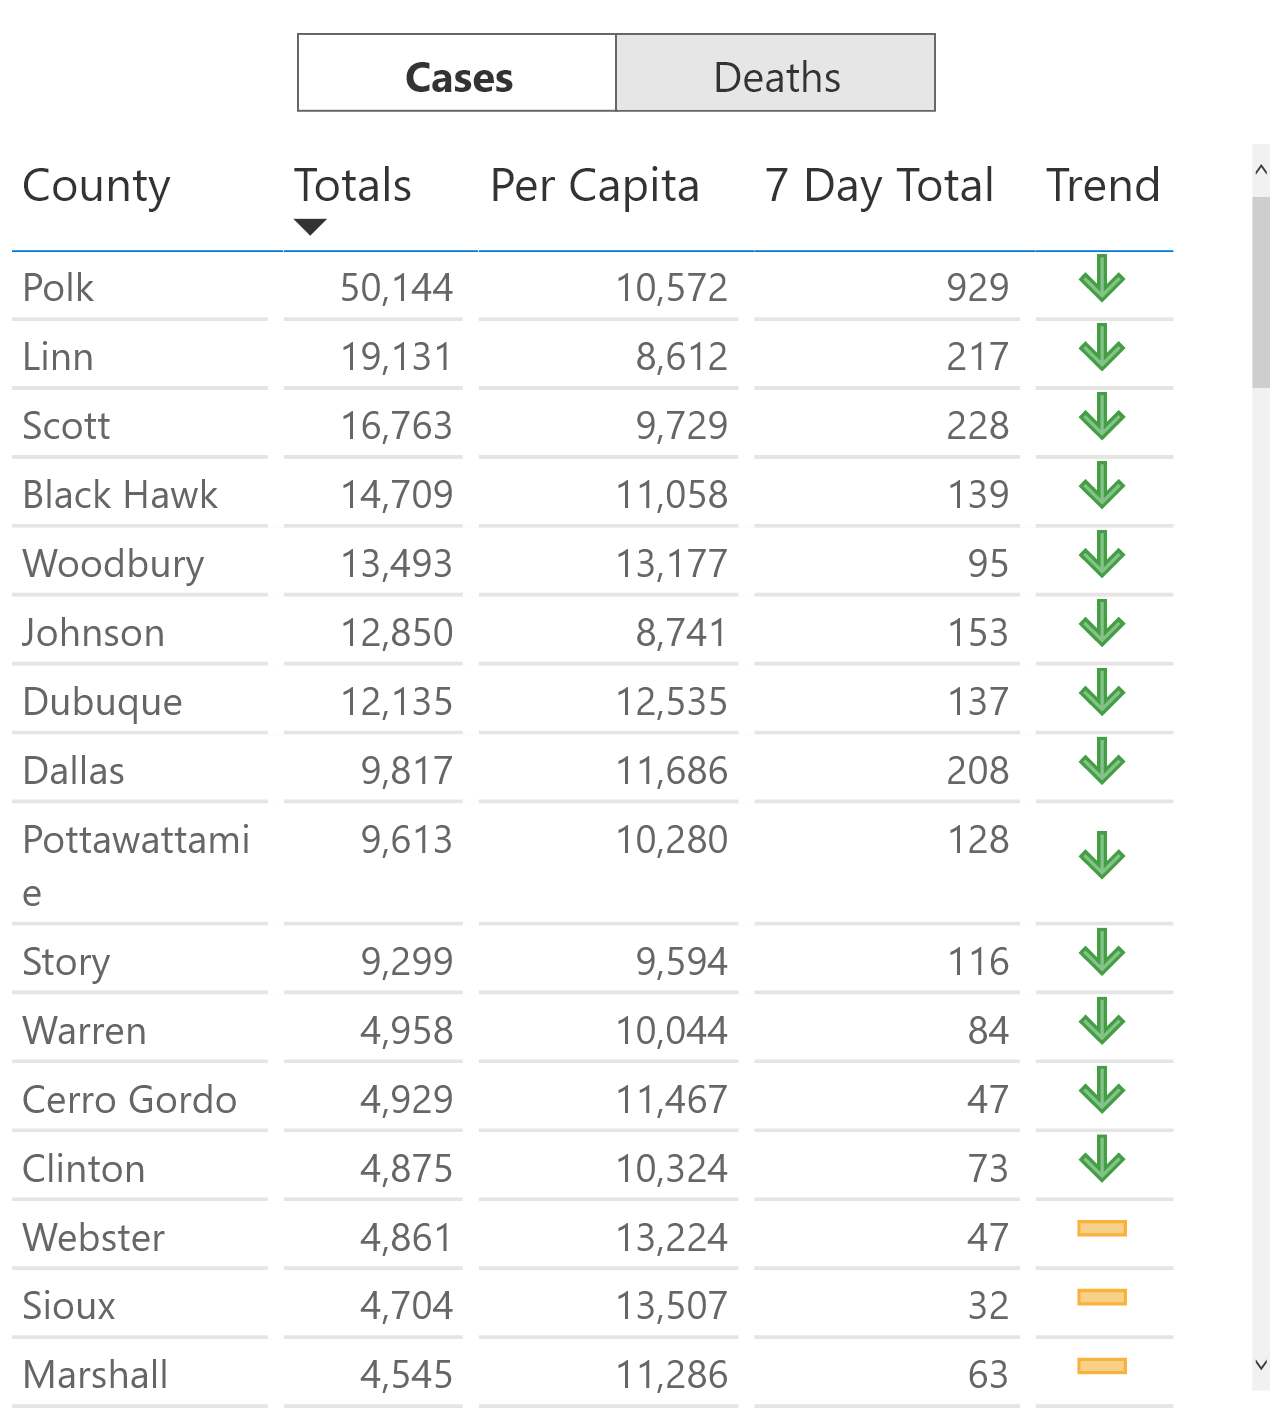 Cases Deaths
County Totals Per Capita 7 Day Total Trend
Polk 50,144 10,572 929
Linn 19,131 8,612 217
Scott 16,763 9,729 228
Black Hawk 14,709 11,058 139
Woodbury 13,493 13,177 95
Johnson 12,850 8,741 153
Dubuque 12,135 12,535 137
Dallas 9,817 11,686 208
Pottawattami 9,613 10,280 128
e
Story 9,299 9,594 116
Warren 4,958 10,044 84
Cerro Gordo 4,929 11,467 47
Clinton 4,875 10,324 73
Webster 4,861 13,224 47
Sioux 4,704 13,507 32
Marshall 4,545 11,286 63